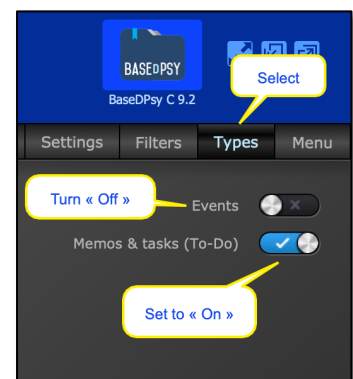 BASEDPSY
Select
BaseDPsy C 9.2
Settings Filters Types Menu
Turn « Off »
Events
Memos & tasks (To-Do)
Set to « On »